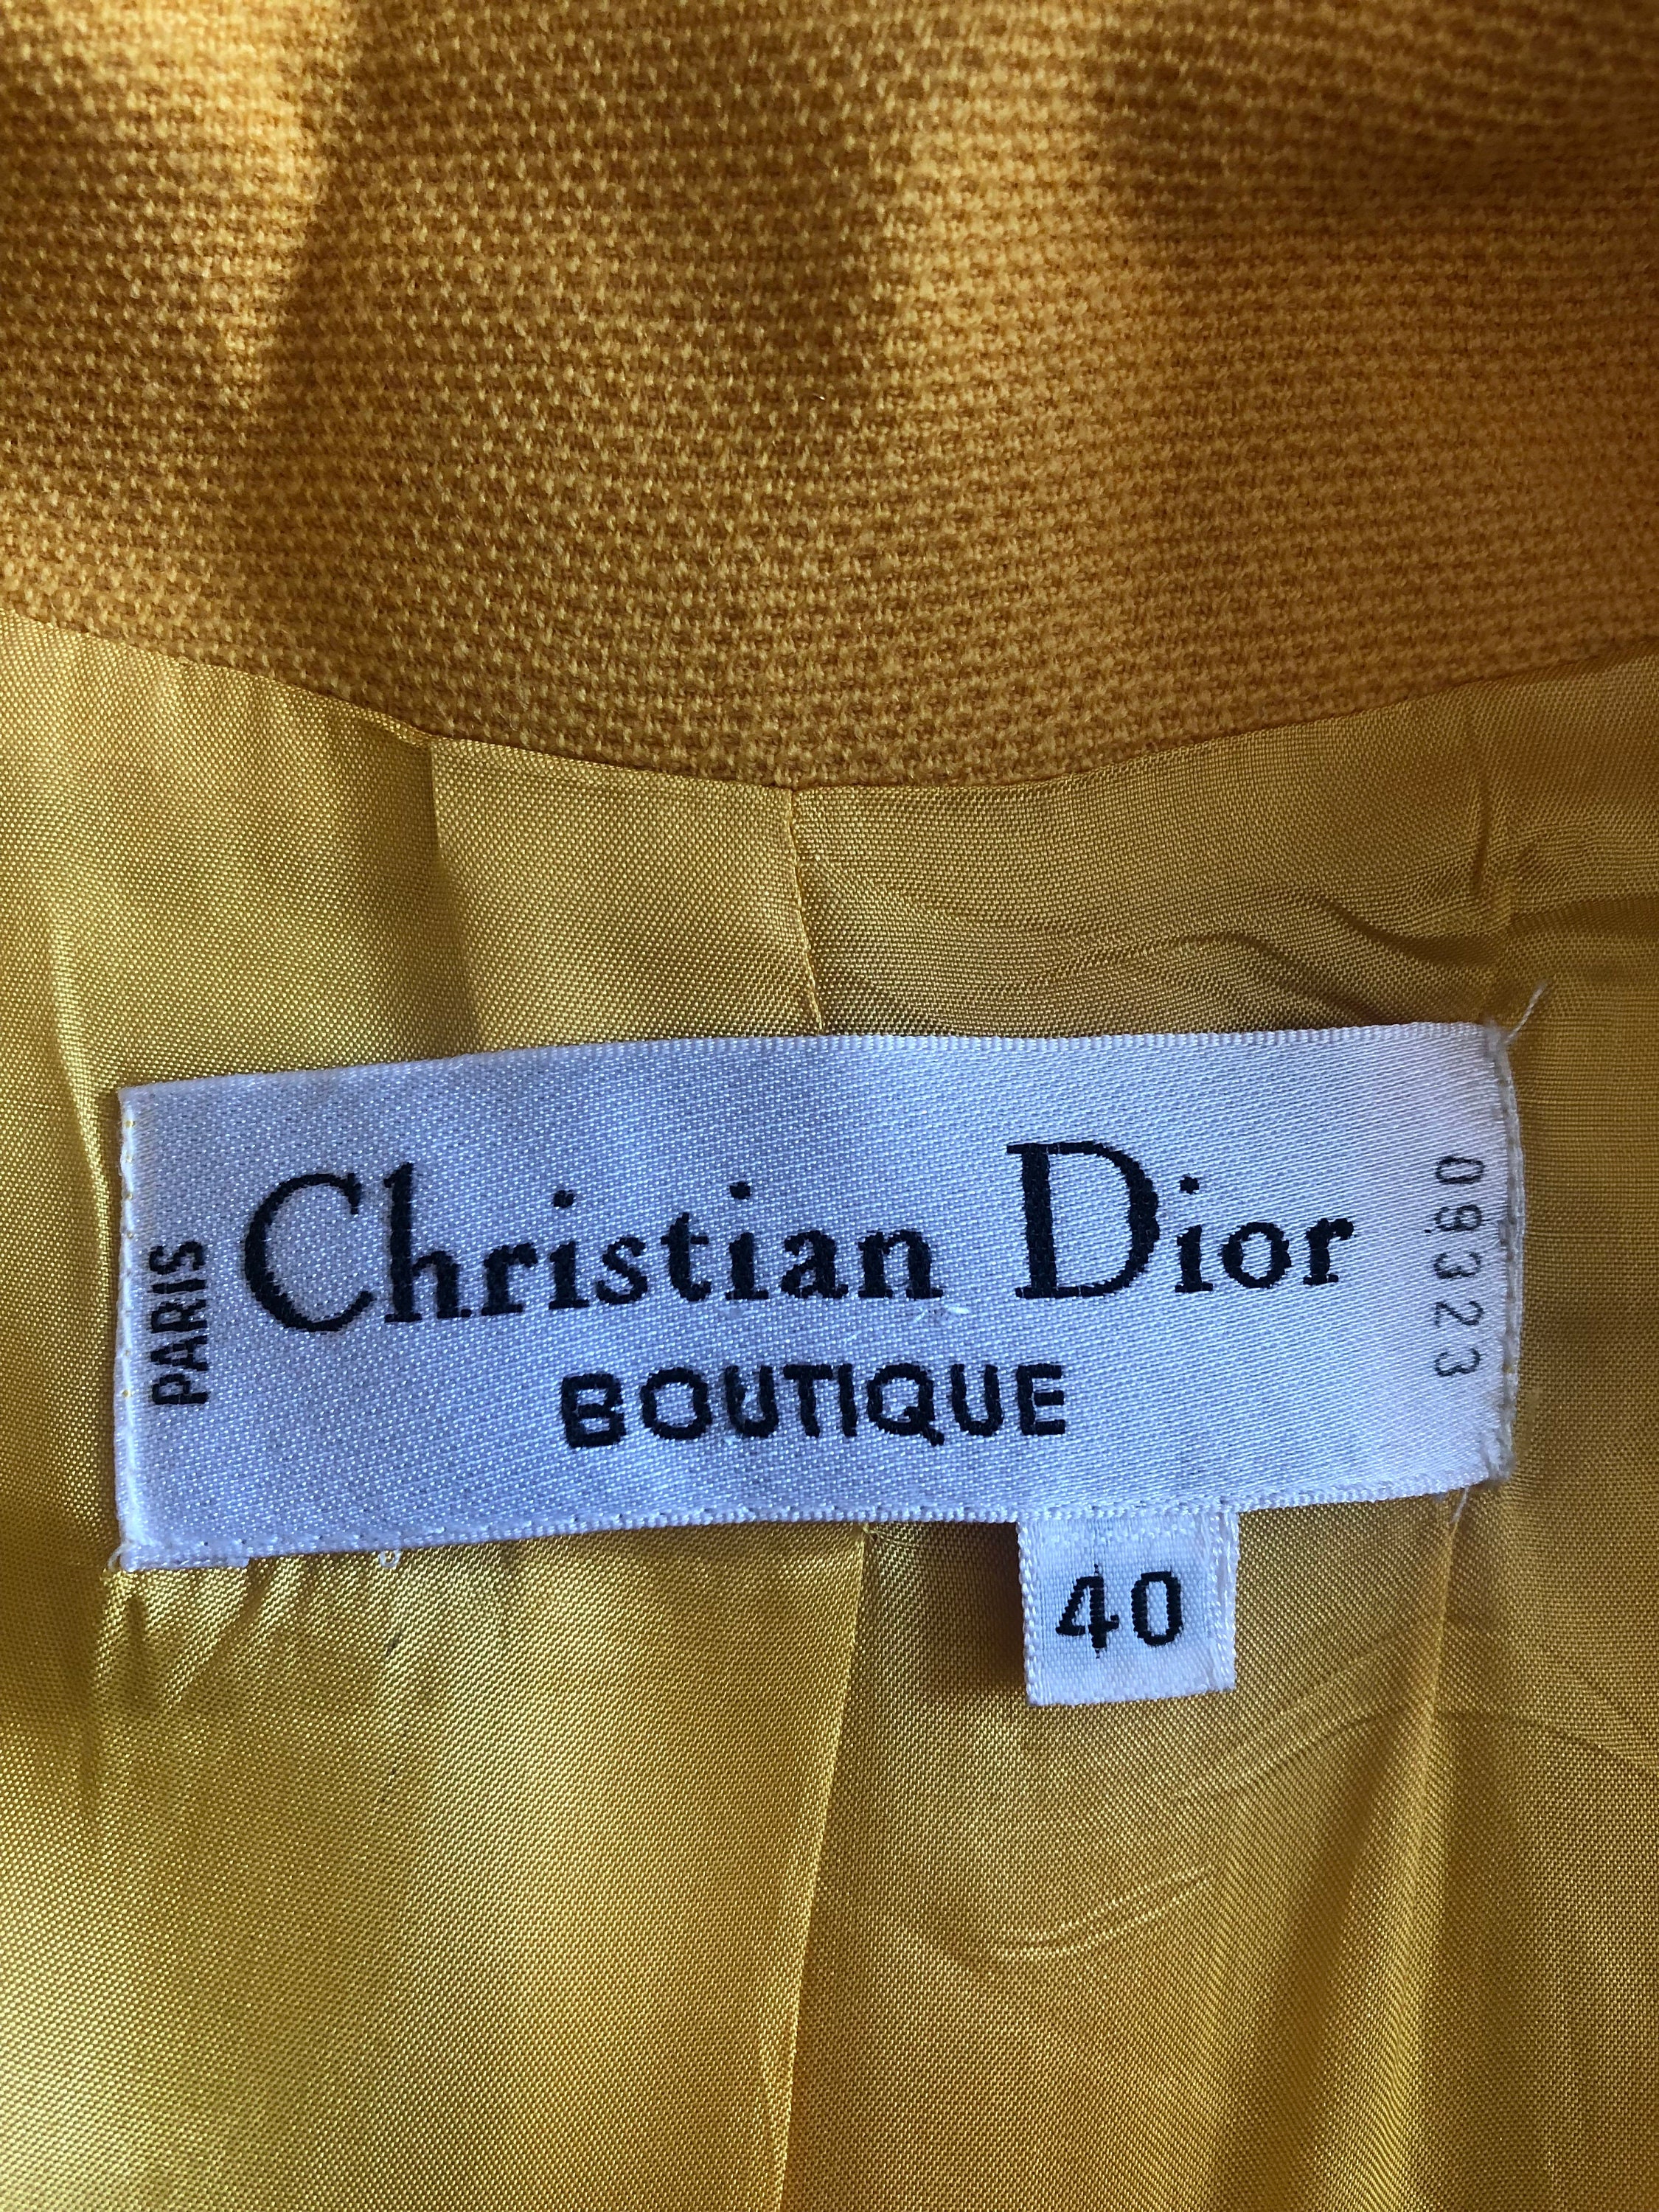 PARIS
Christian Dior
BOUTIQUE
09323
40